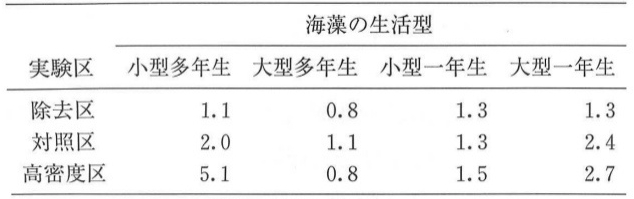 海藻の生活型
実験区 小型多年生 大型多年生 小型一年生 大型一年生
除去区 1.1 0.8 1.3 1.3
対照区 2.0 1.1 1.3 2.4
高密度区 5.1 0.8 1.5 2.7